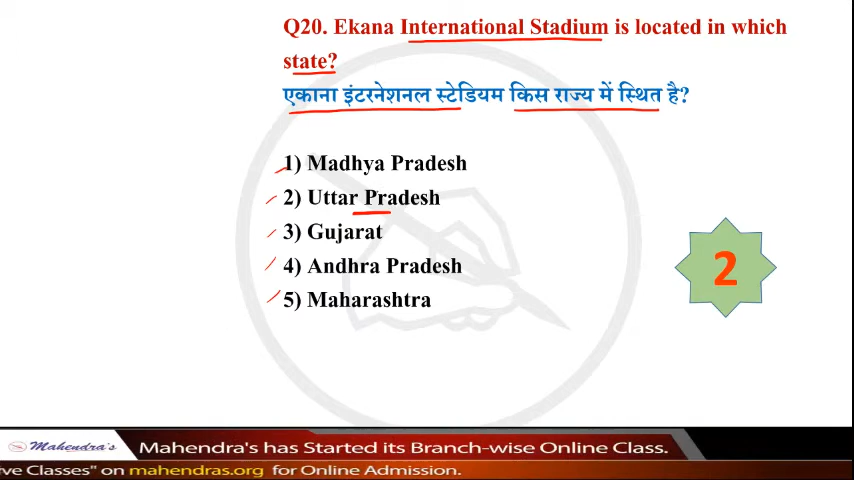 Q20. Ekana International Stadium is located in which
state?
एकाना इंटरनेशनल स्टेडियम किस राज्य में स्थित है?
1) Madhya Pradesh
2) Uttar Pradesh
3) Gujarat
4) Andhra Pradesh
5) Maharashtra
2
Mahendra's
Mahendra's has Started its Branch-wise Online Class.
ve Classes" on mahendras.org for Online Admission.